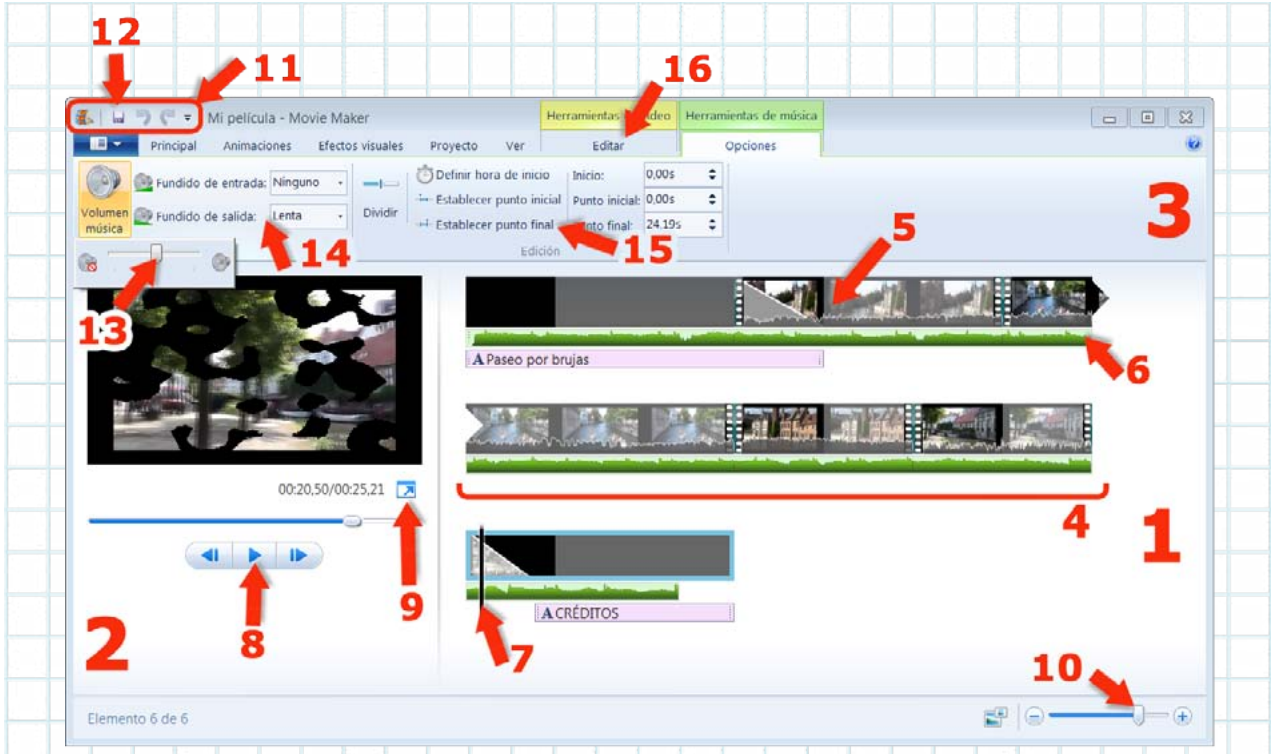 12
11
16
Mi película - Movie Maker
Herramientas de vídeo
Herramientas de música
Principal
Animaciones
Efectos visuales
Proyecto
Ver
Editar
Opciones
Volumen música
Fundido de entrada: Ninguno
Fundido de salida: Lenta
Dividir
Definir hora de inicio
Establecer punto inicial
Establecer punto final
Inicio: 0,00s
Punto inicial: 0,00s
Punto final: 24,19s
Edición
3
14
15
5
13
A Paseo por brujas
6
00:20,50/00:25,21
4
1
8
9
A CRÉDITOS
7
2
10
Elemento 6 de 6